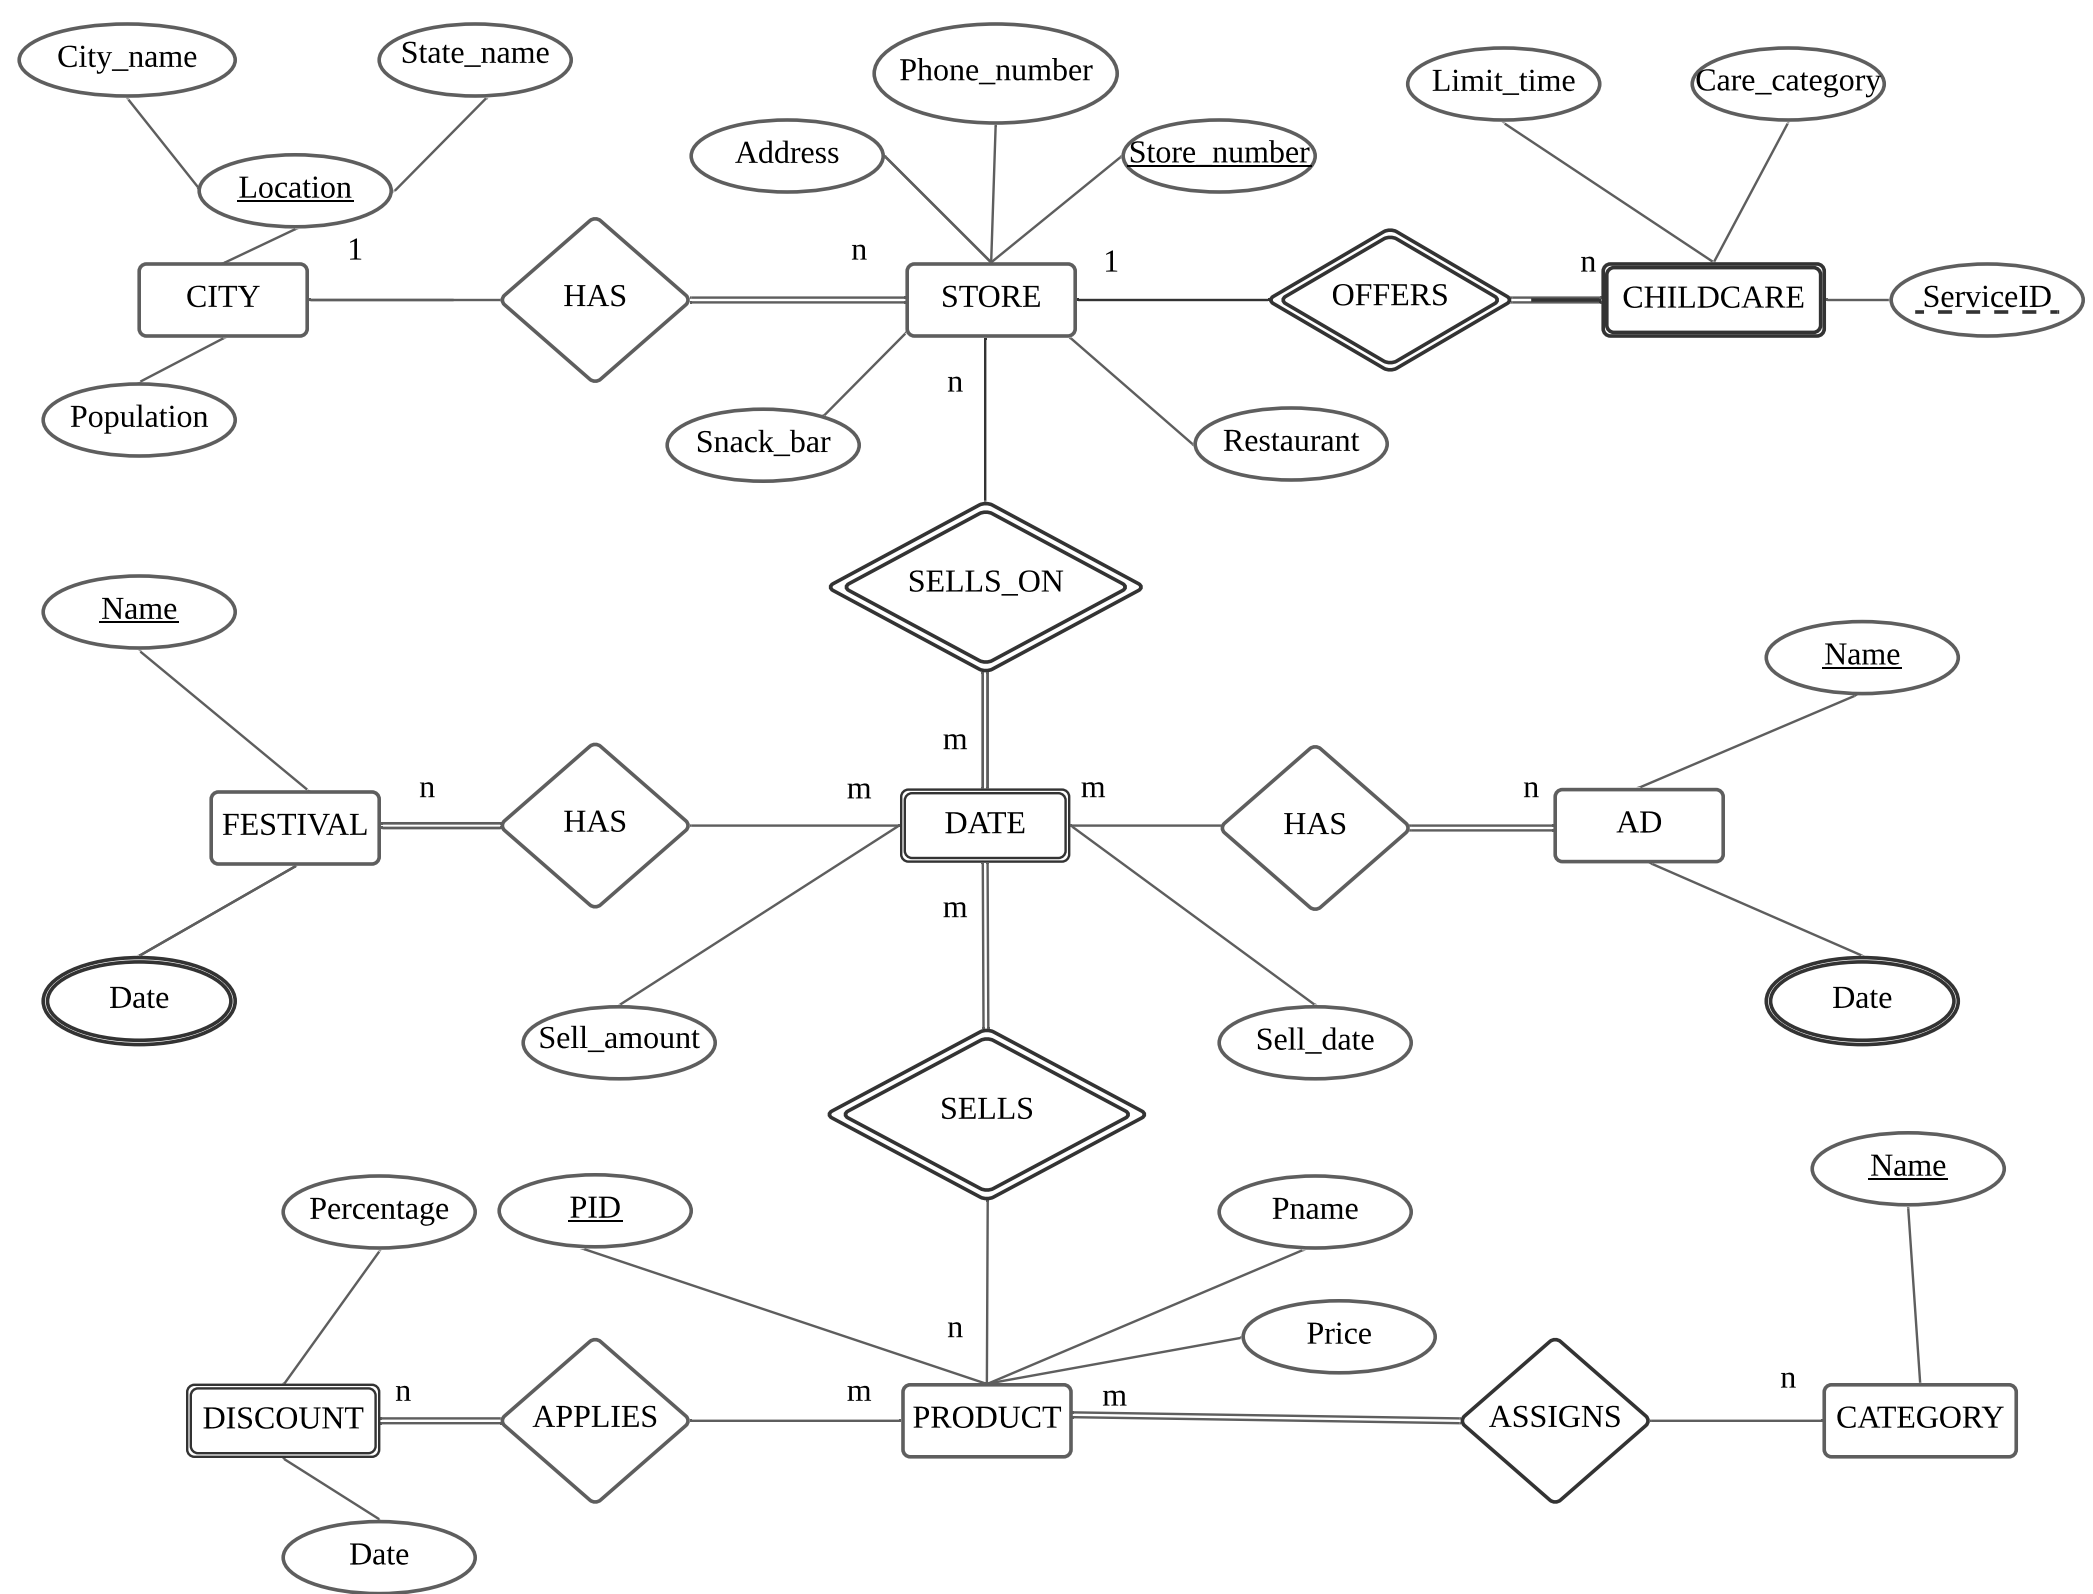 City_name
State_name
Phone_number
Limit_time
Care_category
Address
Store_number
Location
1
n
1
n
CITY
HAS
STORE
OFFERS
CHILDCARE
ServiceID
n
Population
Snack_bar
Restaurant
SELLS_ON
Name
Name
m
n
m
m
n
FESTIVAL
HAS
DATE
HAS
AD
m
Date
Date
Sell_amount
Sell_date
SELLS
Name
Percentage
PID
Pname
n
Price
n
m
m
n
DISCOUNT
APPLIES
PRODUCT
ASSIGNS
CATEGORY
Date